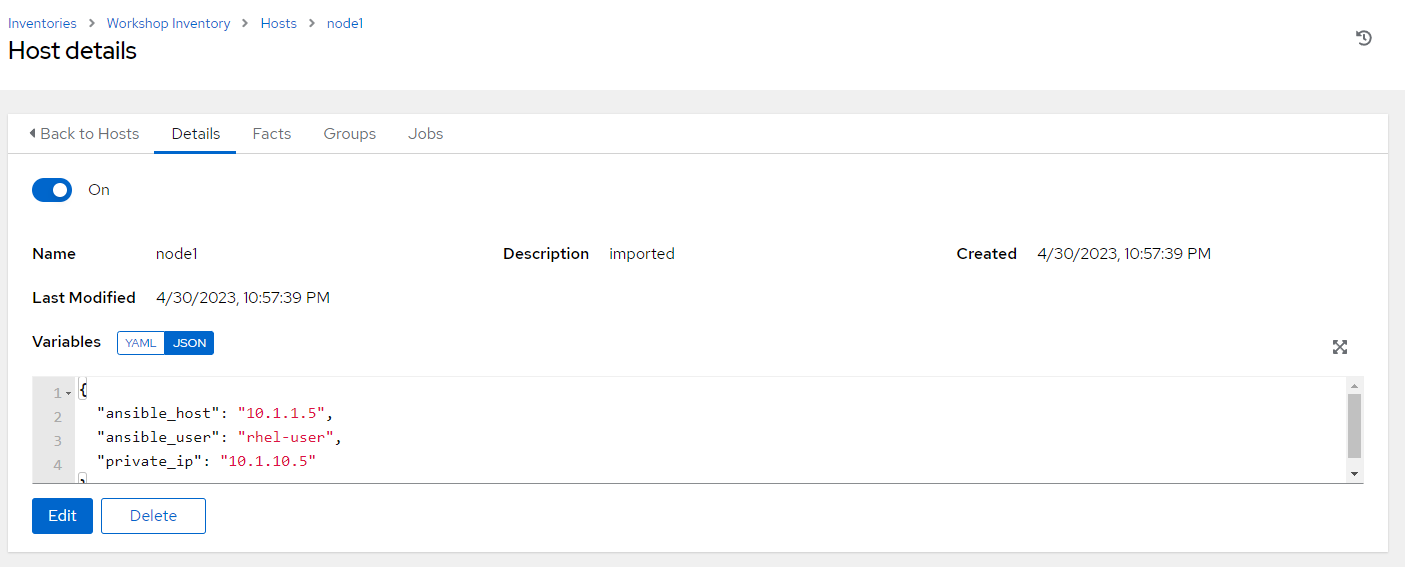 Inventories > Workshop Inventory > Hosts > node1
Host details
Back to Hosts Details Facts Groups Jobs
On
Name node1 Description imported Created 4/30/2023, 10:57:39 PM
Last Modified 4/30/2023, 10:57:39 PM
Variables YAML JSON
1 {
2 "ansible_host": "10.1.1.5",
3 "ansible_user": "rhel-user",
4 "private_ip": "10.1.10.5"
}
Edit Delete